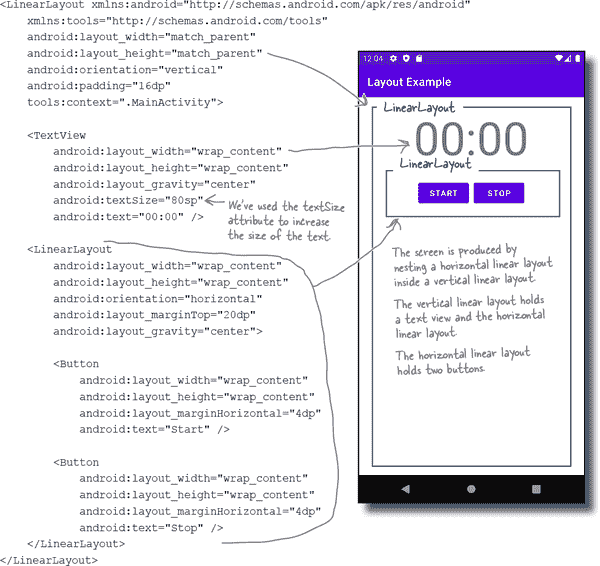 <LinearLayout xmlns:android="http://schemas.android.com/apk/res/android"
xmlns:tools="http://schemas.android.com/tools"
android:layout_width="match_parent"
android:layout_height="match_parent"
android:orientation="vertical"
android:padding="16dp"
tools:context=".MainActivity">
<TextView
android:layout_width="wrap_content"
android:layout_height="wrap_content"
android:layout_gravity="center"
android:textSize="80sp"
android:text="00:00" />
We've used the textSize
attribute to increase
the size of the text.
<LinearLayout
android:layout_width="wrap_content"
android:layout_height="wrap_content"
android:orientation="horizontal"
android:layout_marginTop="20dp"
android:layout_gravity="center">
<Button
android:layout_width="wrap_content"
android:layout_height="wrap_content"
android:layout_marginHorizontal="4dp"
android:text="Start" />
<Button
android:layout_width="wrap_content"
android:layout_height="wrap_content"
android:layout_marginHorizontal="4dp"
android:text="Stop" />
</LinearLayout>
</LinearLayout>
12:04
Layout Example
LinearLayout
00:00
LinearLayout
START STOP
The screen is produced by
nesting a horizontal linear layout
inside a vertical linear layout.
The vertical linear layout holds
a text view and the horizontal
linear layout.
The horizontal linear layout
holds two buttons.